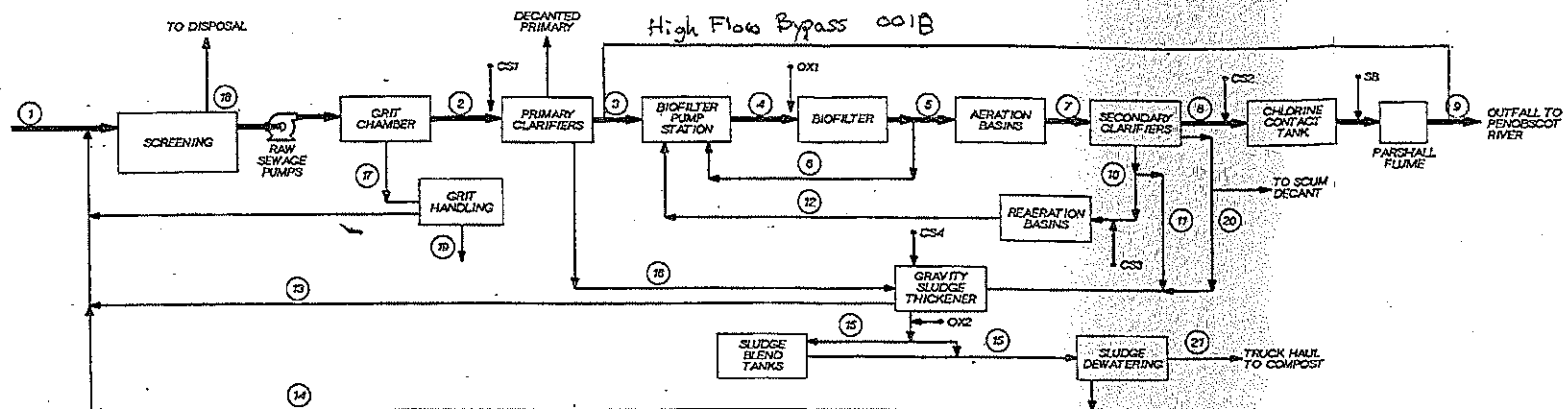 High Flow Bypass 001B
DECANTED
PRIMARY
TO DISPOSAL
CS1
OX1
CS2
SB
1
18
2
3
4
5
7
8
9
SCREENING
RAW
SEWAGE
PUMPS
GRIT
CHAMBER
PRIMARY
CLARIFIERS
BIOFILTER
PUMP
STATION
BIOFILTER
AERATION
BASINS
SECONDARY
CLARIFIERS
CHLORINE
CONTACT
TANK
PARSHALL
FLUME
OUTFALL TO
PENOBSCOT
RIVER
17
6
10
TO SCUM
DECANT
GRIT
HANDLING
12
REAERATION
BASINS
11
20
19
CS4
CS3
16
13
GRAVITY
SLUDGE
THICKENER
OX2
15
15
SLUDGE
BLEND
TANKS
SLUDGE
DEWATERING
21
TRUCK HAUL
TO COMPOST
14